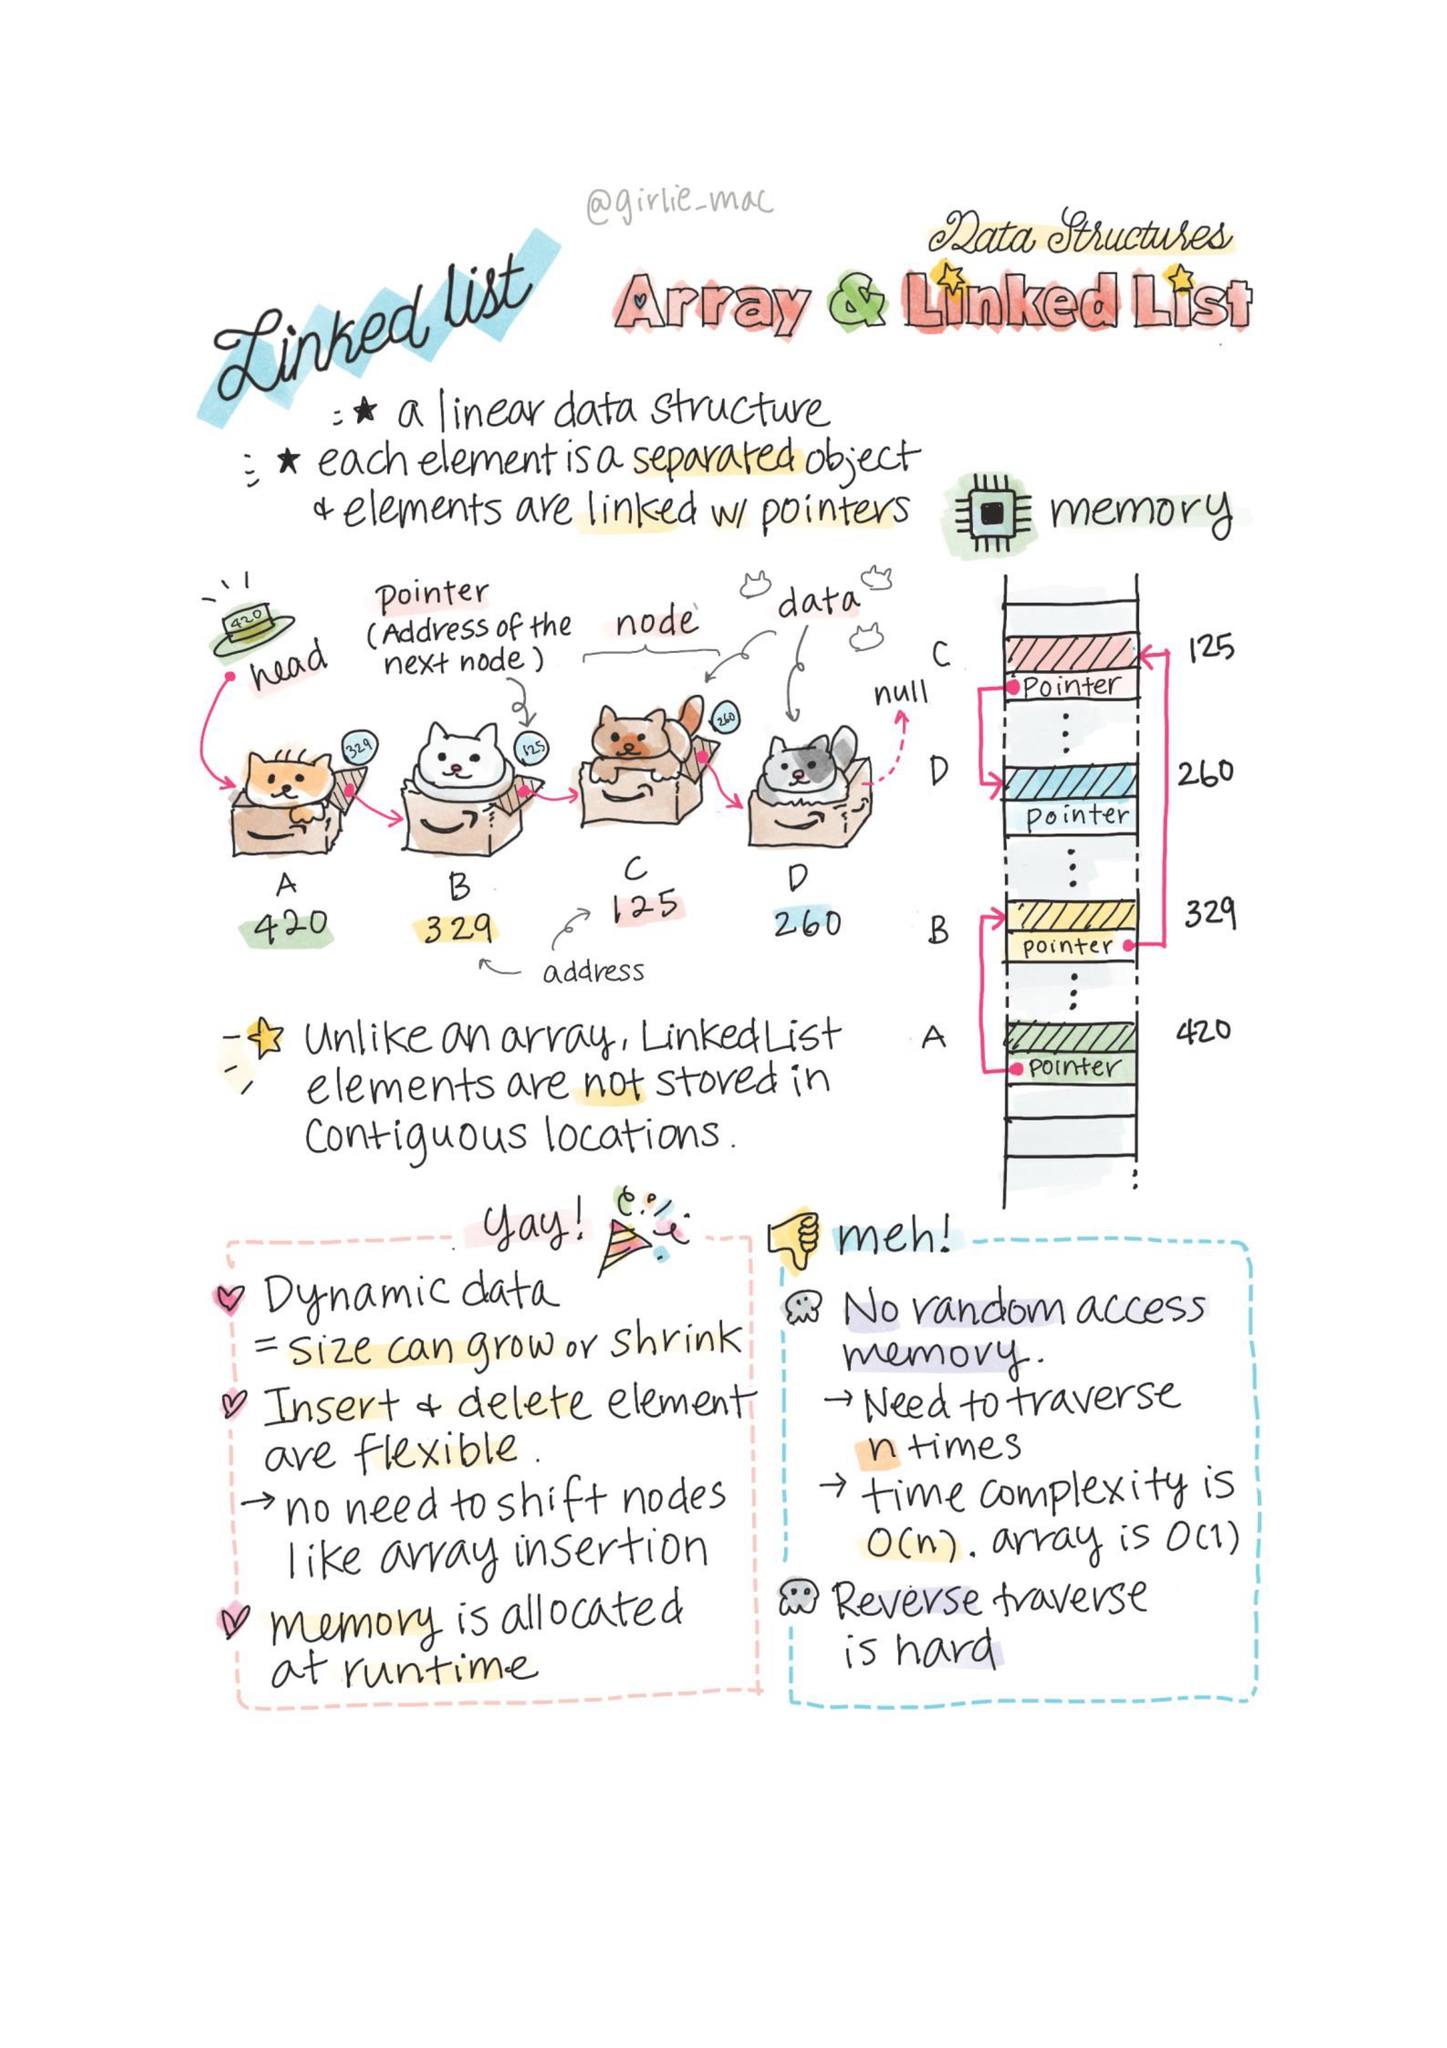 @girlie_mac
Data Structures
Array & Linked List
Linked list
★ a linear data structure
★ each element is a separated object
& elements are linked w/ pointers
memory
420
head
Pointer
(Address of the
next node)
node
data
null
329
125
260
A
420
B
329
C
125
D
260
address
C
125
Pointer
D
260
pointer
B
329
pointer
A
420
pointer
Unlike an array, Linked List
elements are not stored in
Contiguous locations.
yay!
Dynamic data
= size can grow or shrink
Insert & delete element
are flexible.
→ no need to shift nodes
like array insertion
memory is allocated
at runtime
meh!
No random access
memory.
→ Need to traverse
n times
→ time complexity is
O(n). array is O(1)
Reverse traverse
is hard